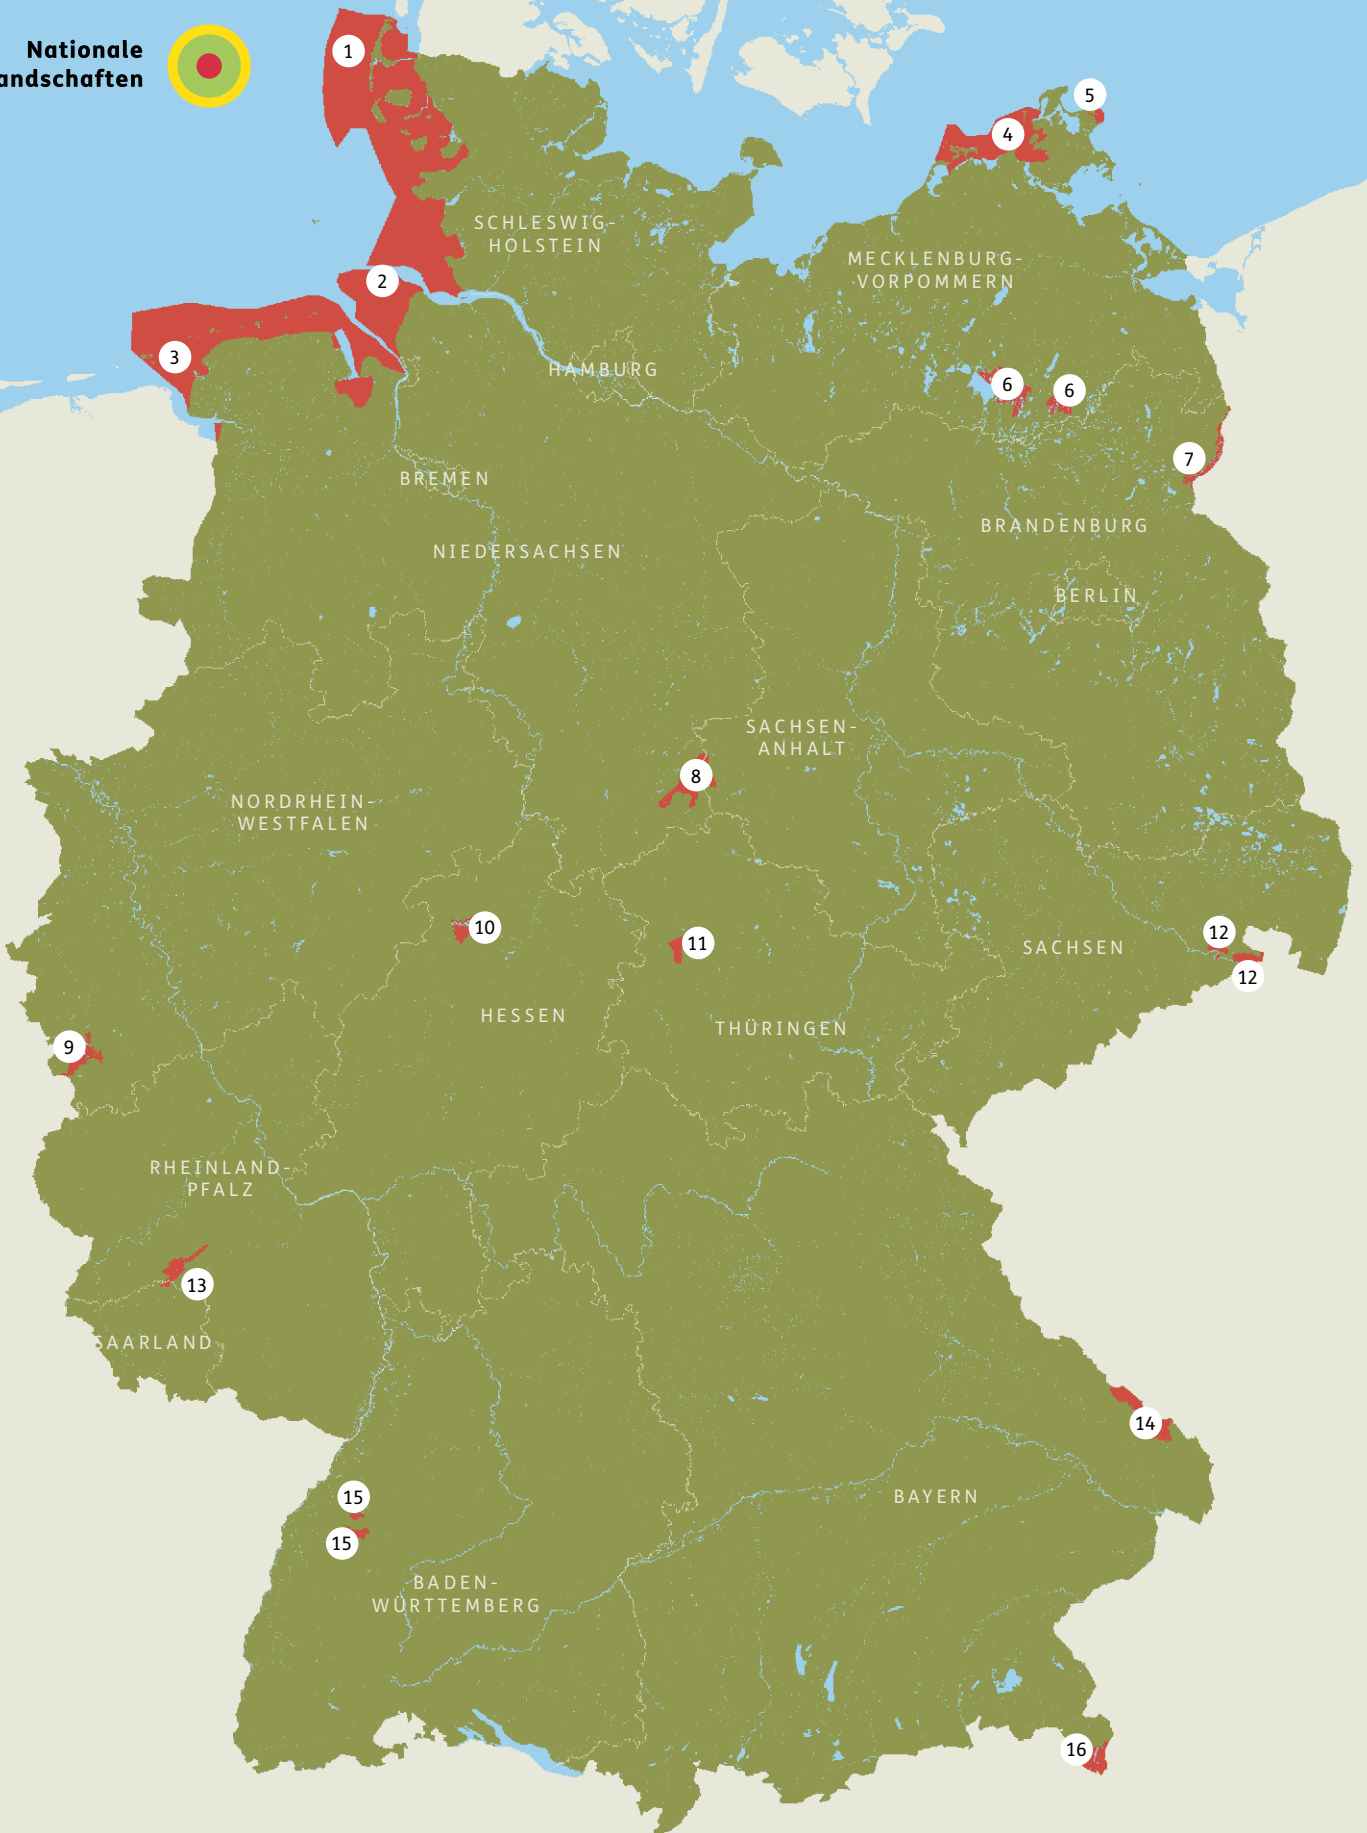 Nationale
andschaften
1
5
4
SCHLESWIG-
HOLSTEIN
MECKLENBURG-
VORPOMMERN
2
3
HAMBURG
6
6
7
BREMEN
BRANDENBURG
NIEDERSACHSEN
BERLIN
SACHSEN-
ANHALT
8
NORDRHEIN-
WESTFALEN
10
11
12
SACHSEN
12
HESSEN
THÜRINGEN
9
RHEINLAND-
PFALZ
13
SAARLAND
14
15
BAYERN
15
BADEN-
WÜRTTEMBERG
16